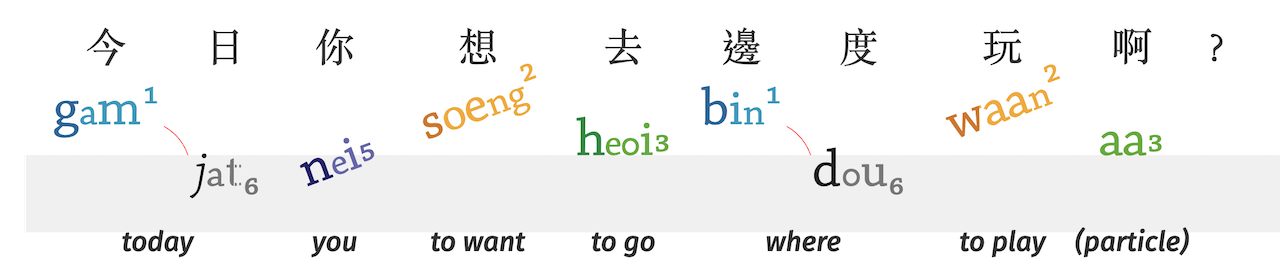 今日你想去邊度玩啊？
gam1 jat6 nei5 soeng2 heoi3 bin1 dou6 waan2 aa3
today you to want to go where to play (particle)